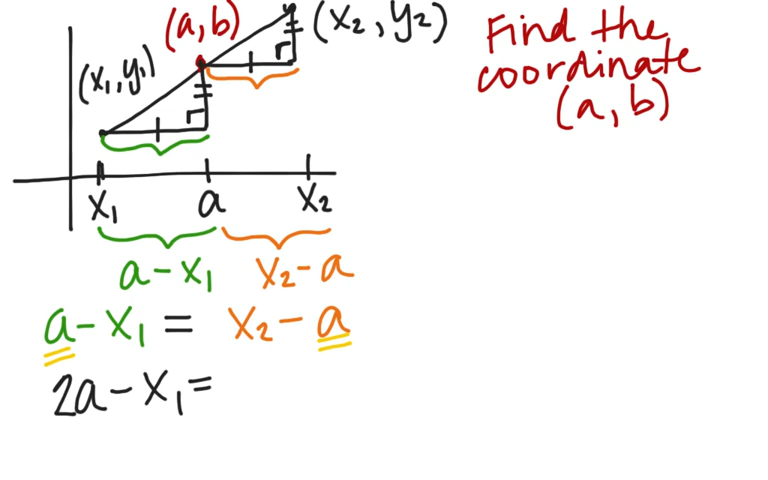 (a, b)
(x₂, y₂)
(x₁, y₁)
Find the
coordinate
(a, b)
x₁ a x₂
a - x₁ x₂ - a
a - x₁ = x₂ - a
2a - x₁ =